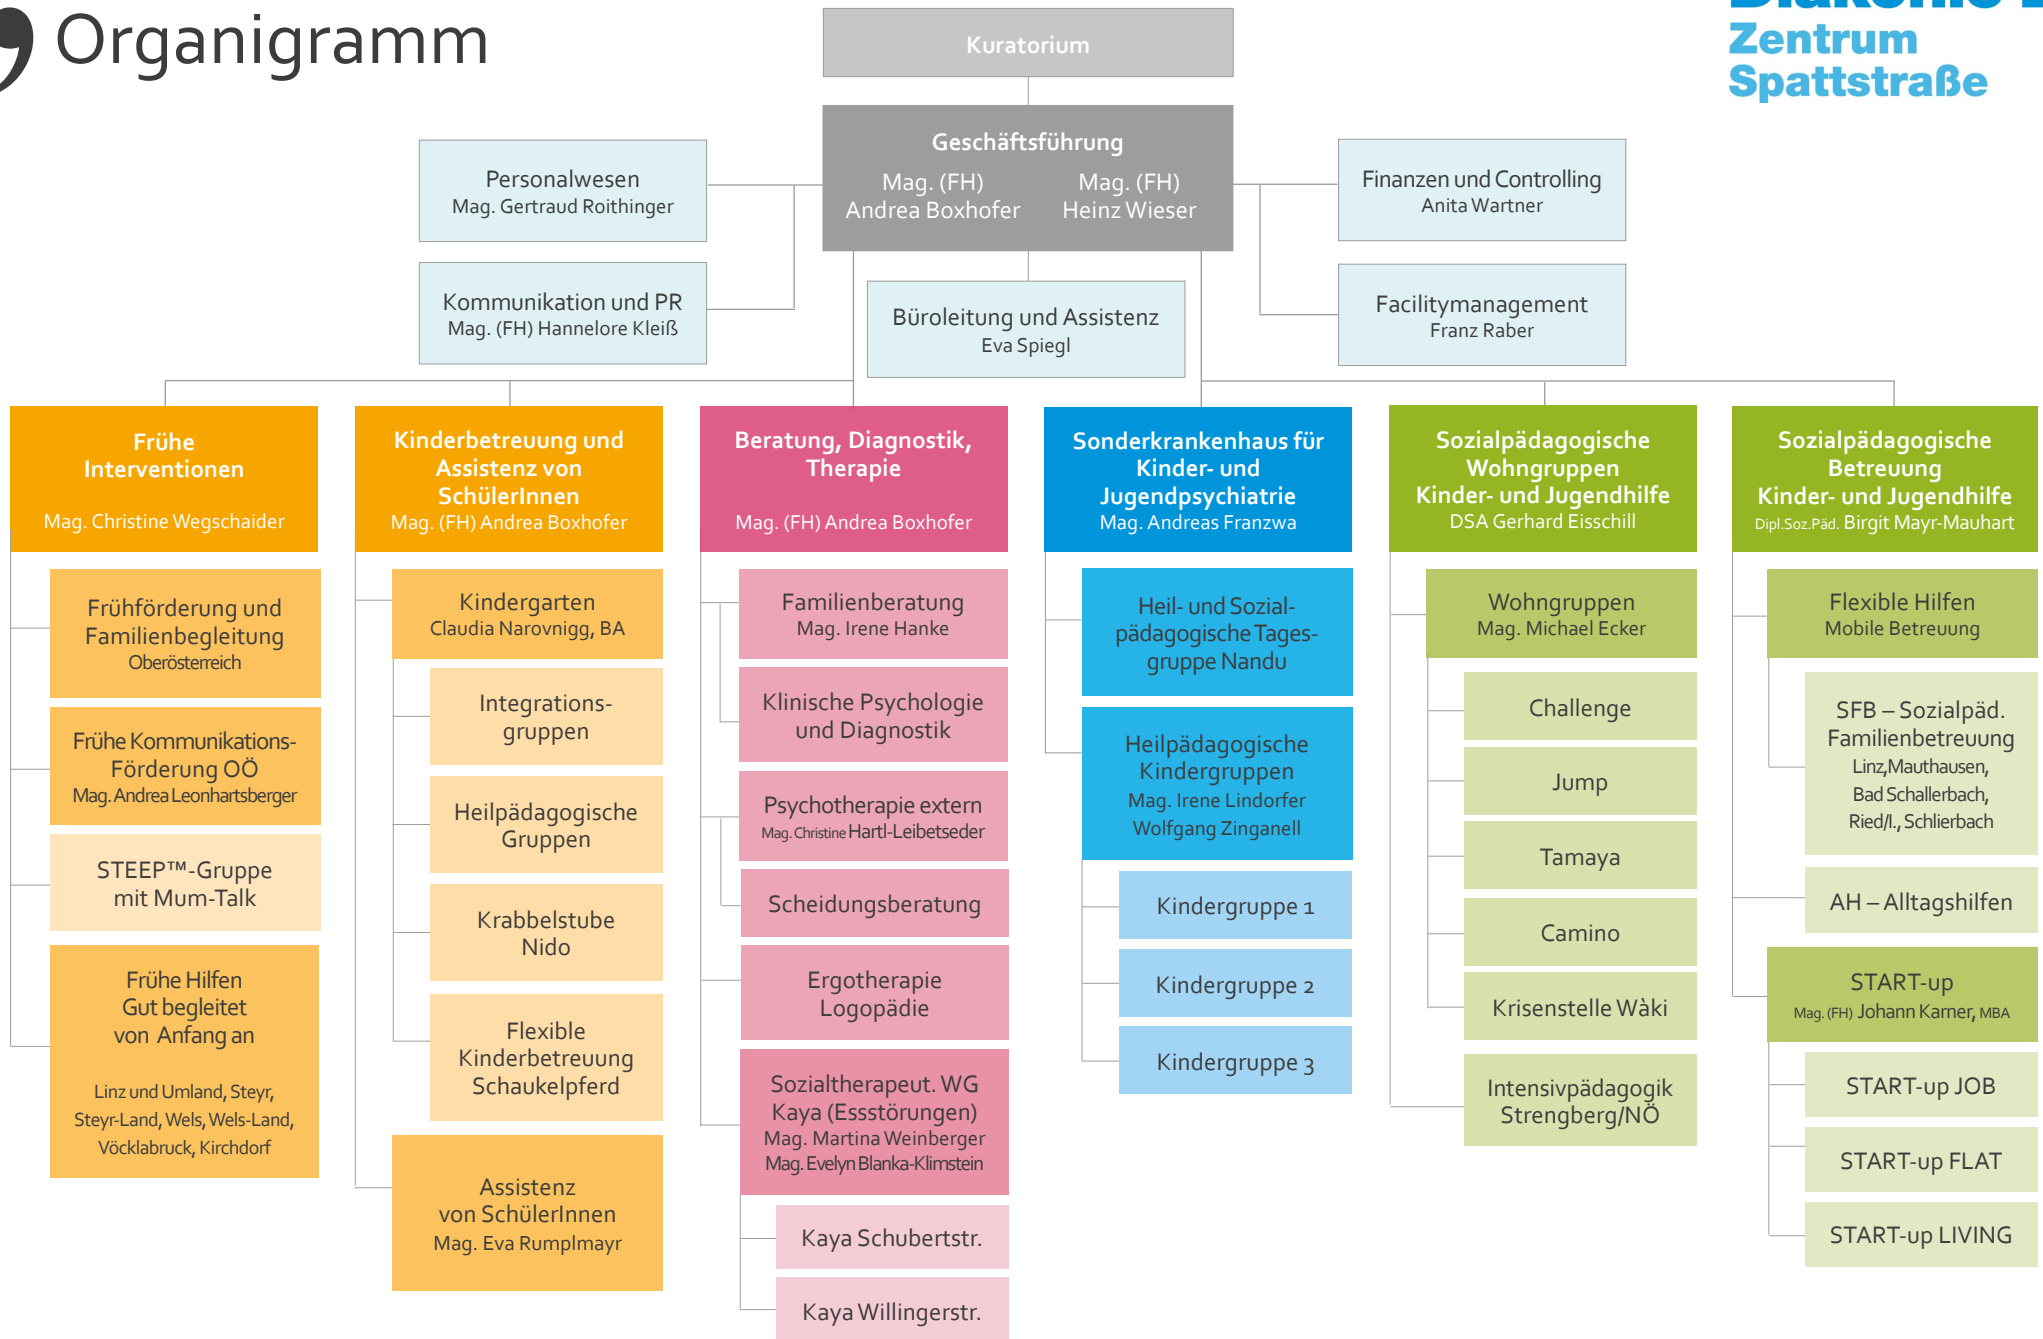 Organigramm
Zentrum
Spattstraße
Kuratorium
Geschäftsführung
Mag. (FH)
Andrea Boxhofer
Mag. (FH)
Heinz Wieser
Personalwesen
Mag. Gertraud Roithinger
Kommunikation und PR
Mag. (FH) Hannelore Kleiß
Büroleitung und Assistenz
Eva Spiegl
Finanzen und Controlling
Anita Wartner
Facilitymanagement
Franz Raber
Frühe
Interventionen
Mag. Christine Wegschaider
Frühförderung und
Familienbegleitung
Oberösterreich
Frühe Kommunikations-
Förderung OÖ
Mag. Andrea Leonhartsberger
STEEP™-Gruppe
mit Mum-Talk
Frühe Hilfen
Gut begleitet
von Anfang an
Linz und Umland, Steyr,
Steyr-Land, Wels, Wels-Land,
Vöcklabruck, Kirchdorf
Kinderbetreuung und
Assistenz von
SchülerInnen
Mag. (FH) Andrea Boxhofer
Kindergarten
Claudia Narovnigg, BA
Integrations-
gruppen
Heilpädagogische
Gruppen
Krabbelstube
Nido
Flexible
Kinderbetreuung
Schaukelpferd
Assistenz
von SchülerInnen
Mag. Eva Rumplmayr
Beratung, Diagnostik,
Therapie
Mag. (FH) Andrea Boxhofer
Familienberatung
Mag. Irene Hanke
Klinische Psychologie
und Diagnostik
Psychotherapie extern
Mag. Christine Hartl-Leibetseder
Scheidungsberatung
Ergotherapie
Logopädie
Sozialtherapeut. WG
Kaya (Essstörungen)
Mag. Martina Weinberger
Mag. Evelyn Blanka-Klimstein
Kaya Schubertstr.
Kaya Willingerstr.
Sonderkrankenhaus für
Kinder- und
Jugendpsychiatrie
Mag. Andreas Franzwa
Heil- und Sozial-
pädagogische Tages-
gruppe Nandu
Heilpädagogische
Kindergruppen
Mag. Irene Lindorfer
Wolfgang Zinganell
Kindergruppe 1
Kindergruppe 2
Kindergruppe 3
Sozialpädagogische
Wohngruppen
Kinder- und Jugendhilfe
DSA Gerhard Eisschill
Wohngruppen
Mag. Michael Ecker
Challenge
Jump
Tamaya
Camino
Krisenstelle Wàki
Intensivpädagogik
Strengberg/NÖ
Sozialpädagogische
Betreuung
Kinder- und Jugendhilfe
Dipl.Soz.Päd. Birgit Mayr-Mauhart
Flexible Hilfen
Mobile Betreuung
SFB – Sozialpäd.
Familienbetreuung
Linz,Mauthausen,
Bad Schallerbach,
Ried/I., Schlierbach
AH – Alltagshilfen
START-up
Mag. (FH) Johann Karner, MBA
START-up JOB
START-up FLAT
START-up LIVING